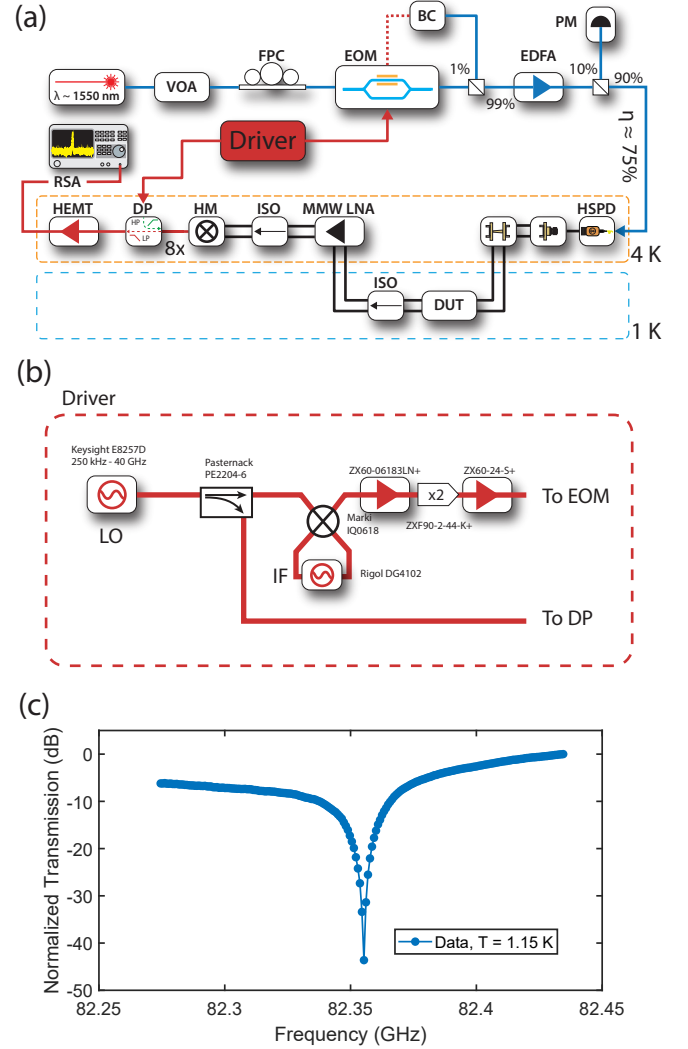 (a)
BC
PM
FPC
EOM
EDFA
1%
10%
90%
λ ~ 1550 nm
VOA
99%
η ≈ 75%
Driver
RSA
HEMT
DP
HM
ISO
MMW LNA
HSPD
HP
LP
8x
4 K
ISO
DUT
1 K
(b)
Driver
Keysight E8257D
250 kHz - 40 GHz
Pasternack
PE2204-6
ZX60-06183LN+
ZX60-24-S+
x2
To EOM
LO
Marki
IQ0618
ZXF90-2-44-K+
IF
Rigol DG4102
To DP
(c)
Normalized Transmission (dB)
0
-10
-20
-30
-40
-50
Data, T = 1.15 K
82.25
82.3
82.35
82.4
82.45
Frequency (GHz)